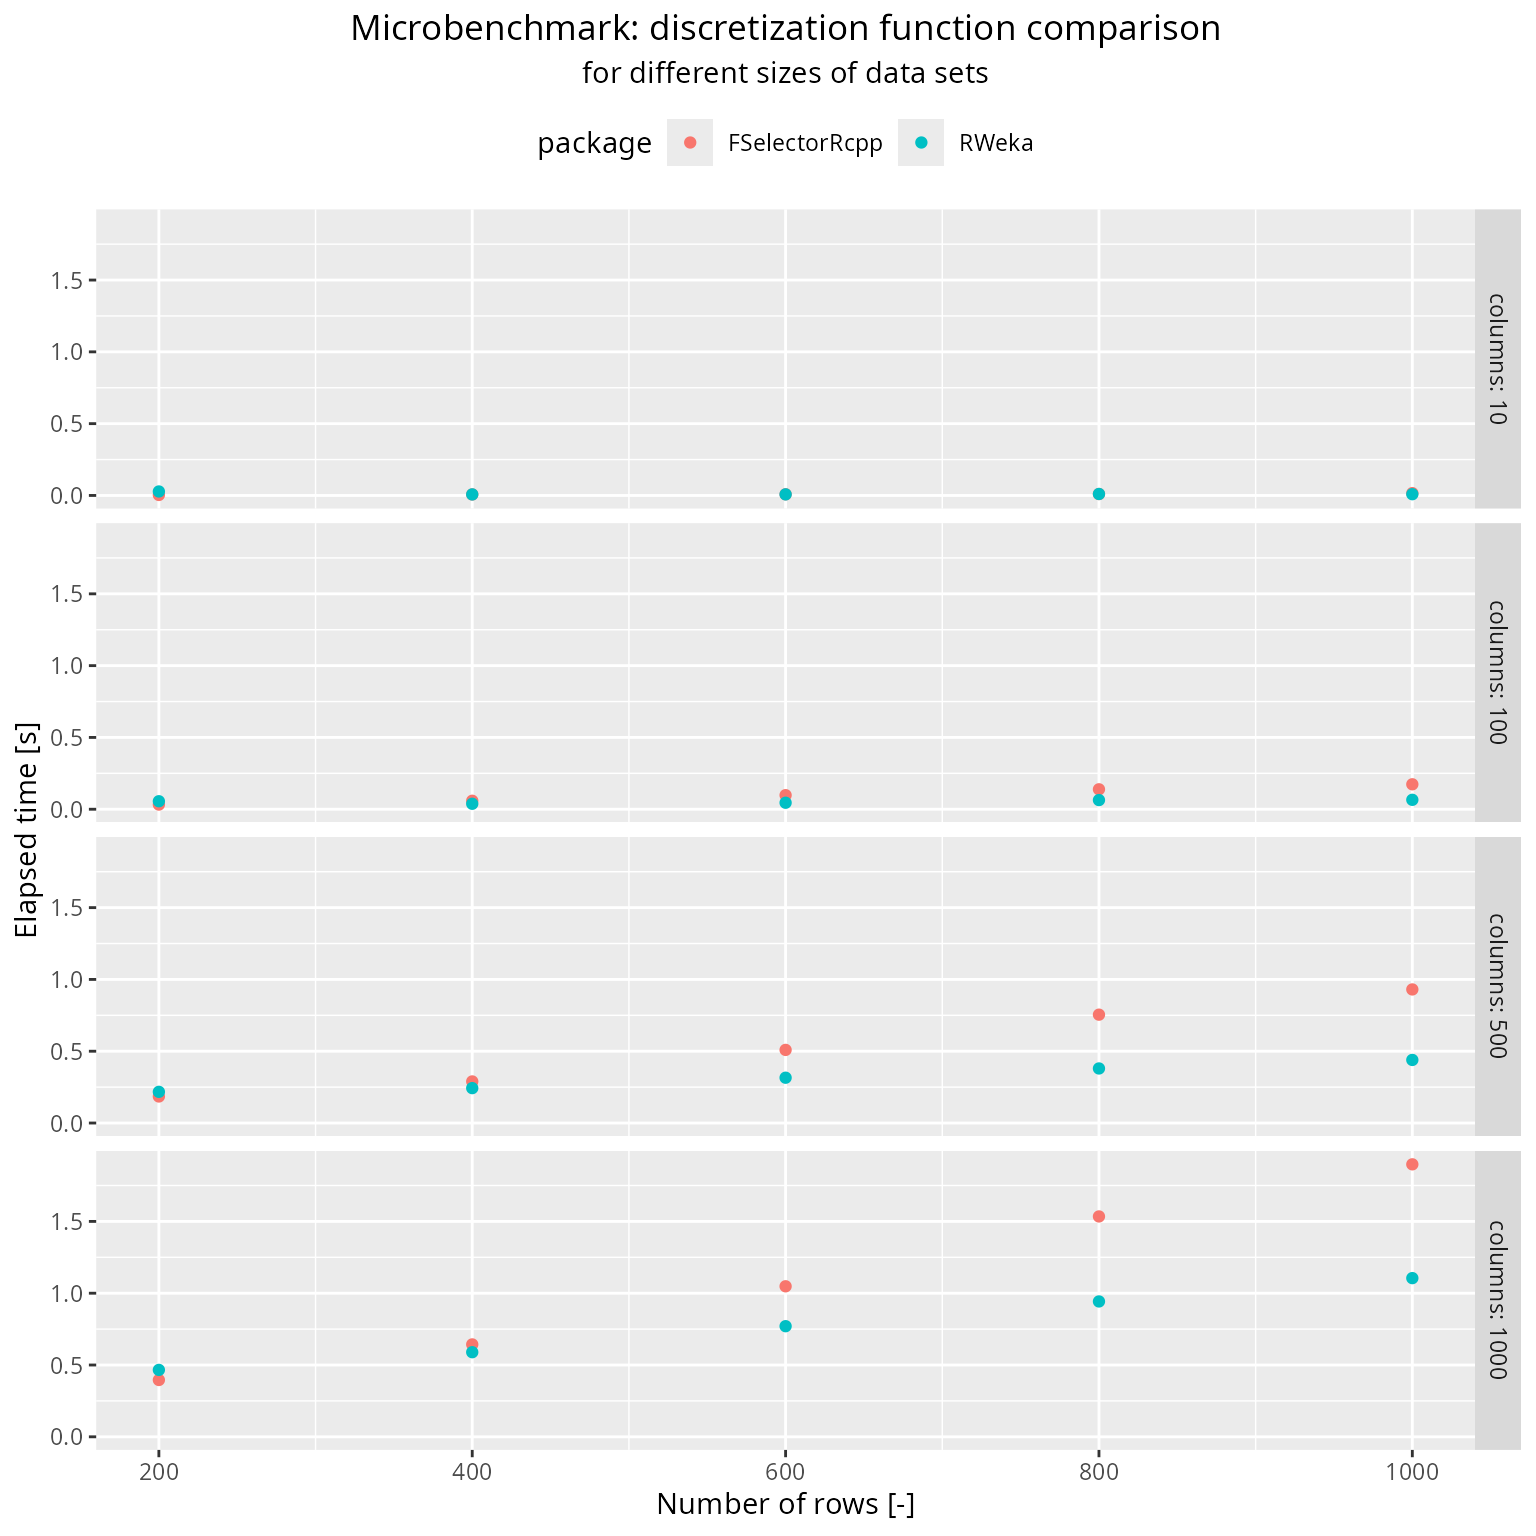 Microbenchmark: discretization function comparison
for different sizes of data sets
package FSelectorRcpp RWeka
1.5
1.0
0.5
0.0
columns: 10
1.5
1.0
0.5
0.0
columns: 100
Elapsed time [s]
1.5
1.0
0.5
0.0
columns: 500
1.5
1.0
0.5
0.0
columns: 1000
200 400 600 800 1000
Number of rows [-]